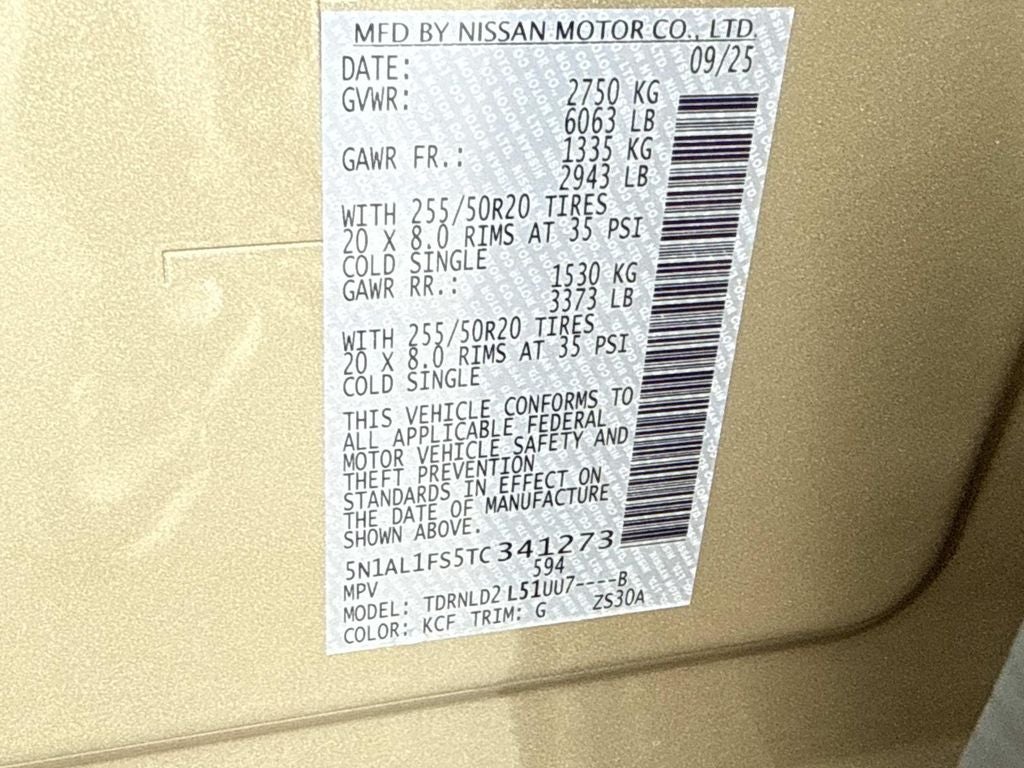 MFD BY NISSAN MOTOR CO., LTD.
DATE: 09/25
GVWR: 2750 KG
6063 LB
GAWR FR.: 1335 KG
2943 LB
WITH 255/50R20 TIRES
20 X 8.0 RIMS AT 35 PSI
COLD SINGLE
GAWR RR.: 1530 KG
3373 LB
WITH 255/50R20 TIRES
20 X 8.0 RIMS AT 35 PSI
COLD SINGLE
THIS VEHICLE CONFORMS TO
ALL APPLICABLE FEDERAL
MOTOR VEHICLE SAFETY AND
THEFT PREVENTION
STANDARDS IN EFFECT ON
THE DATE OF MANUFACTURE
SHOWN ABOVE.
5N1AL1FS5TC341273
MPV 594
MODEL: TDRNLD2 L51UU7----B
COLOR: KCF TRIM: G ZS30A